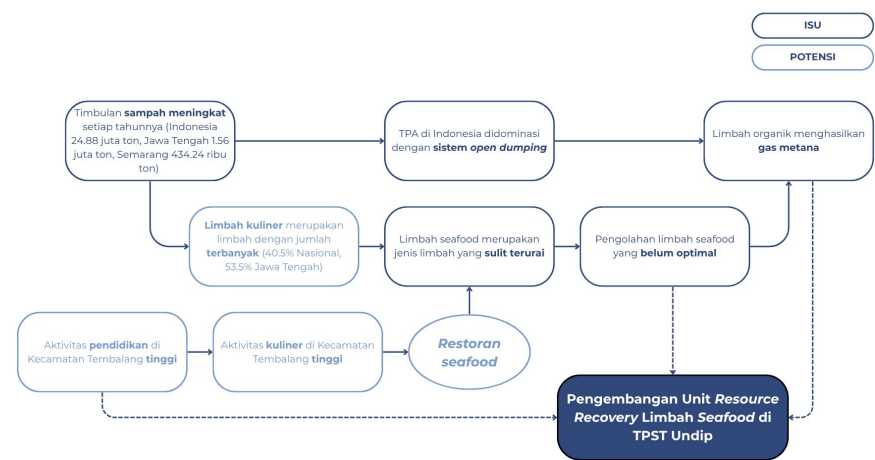 ISU
POTENSI
Timbulan sampah meningkat
setiap tahunnya (Indonesia
24.88 juta ton, Jawa Tengah 1.56
juta ton, Semarang 434.24 ribu
ton)
TPA di Indonesia didominasi
dengan sistem open dumping
Limbah organik menghasilkan
gas metana
Limbah kuliner merupakan
limbah dengan jumlah
terbanyak (40.5% Nasional,
53.5% Jawa Tengah)
Limbah seafood merupakan
jenis limbah yang sulit terurai
Pengolahan limbah seafood
yang belum optimal
Aktivitas pendidikan di
Kecamatan Tembalang tinggi
Aktivitas kuliner di Kecamatan
Tembalang tinggi
Restoran
seafood
Pengembangan Unit Resource
Recovery Limbah Seafood di
TPST Undip